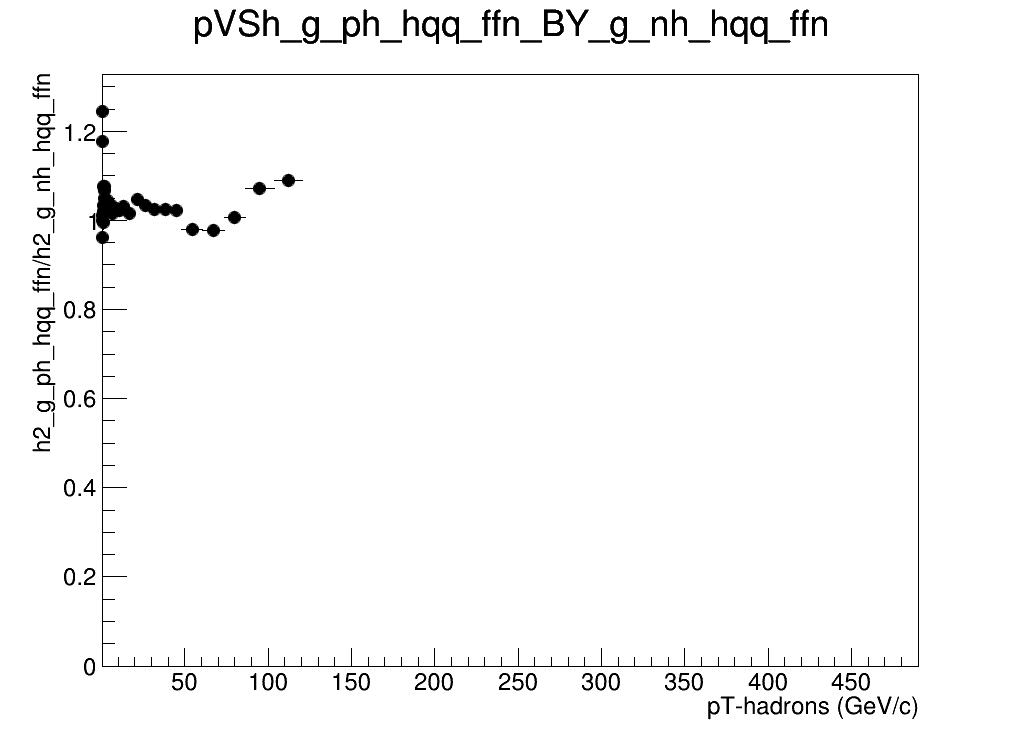 pVSh_g_ph_hqq_ffn_BY_g_nh_hqq_ffn
h2_g_ph_hqq_ffn/h2_g_nh_hqq_ffn
1.2
1
0.8
0.6
0.4
0.2
0
50 100 150 200 250 300 350 400 450
pT-hadrons (GeV/c)